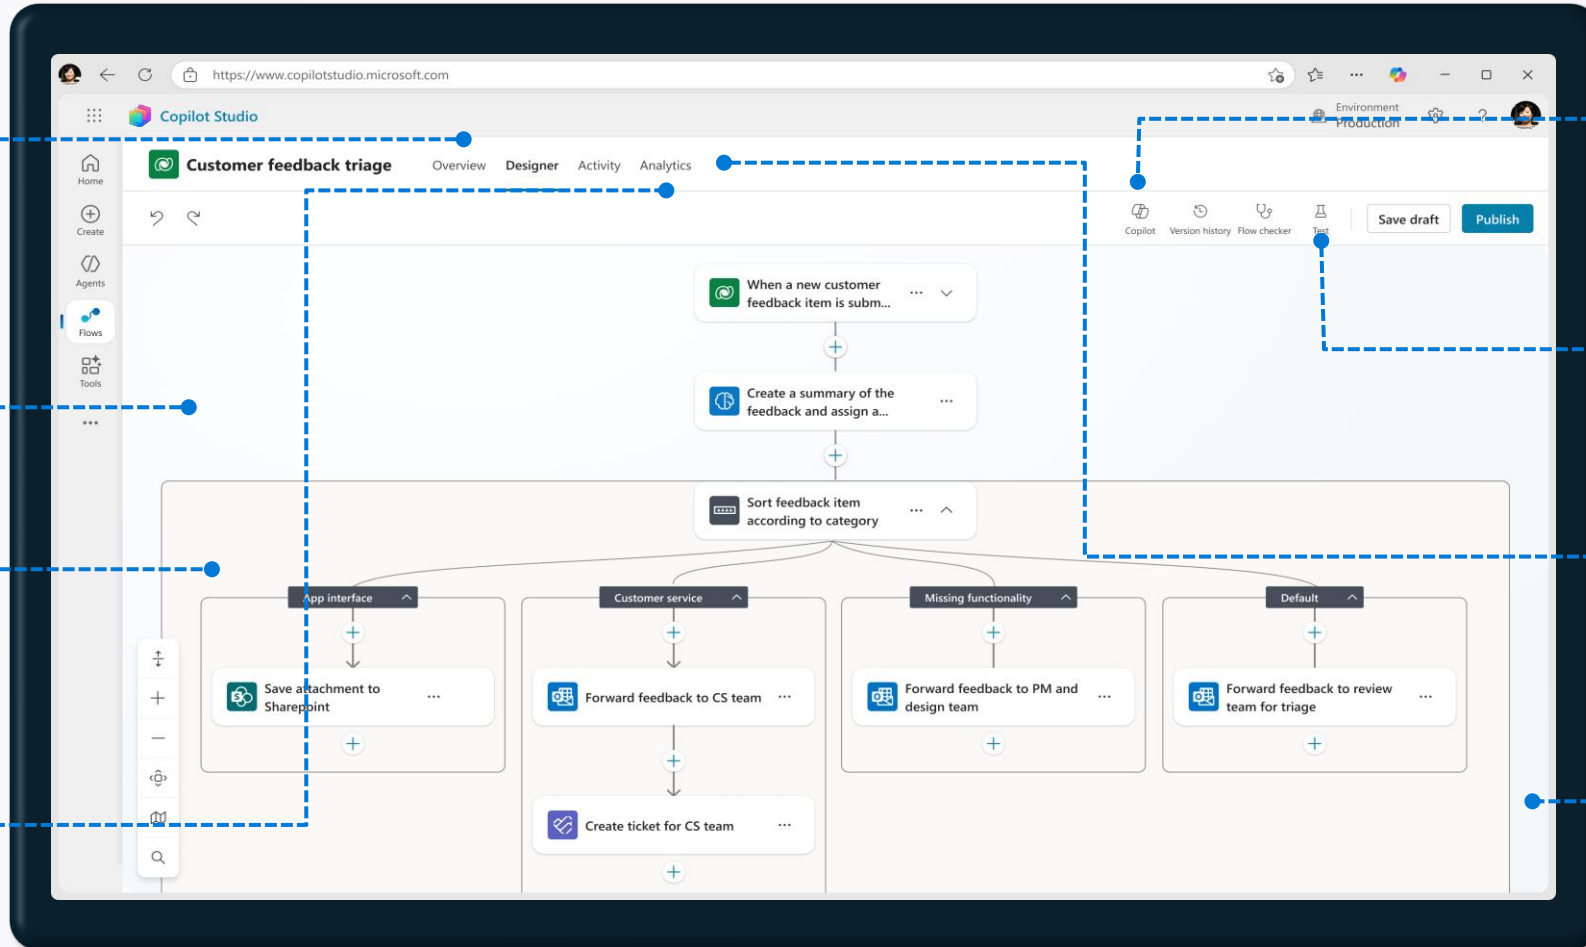 https://www.copilotstudio.microsoft.com
Copilot Studio
Environment
Production
?
Home
Create
Agents
Flows
Tools
Customer feedback triage
Overview
Designer
Activity
Analytics
Copilot
Version history
Flow checker
Test
Save draft
Publish
When a new customer
feedback item is subm...
Create a summary of the
feedback and assign a...
Sort feedback item
according to category
App interface
Customer service
Missing functionality
Default
Save attachment to
Sharepoint
Forward feedback to CS team
Forward feedback to PM and
design team
Forward feedback to review
team for triage
Create ticket for CS team